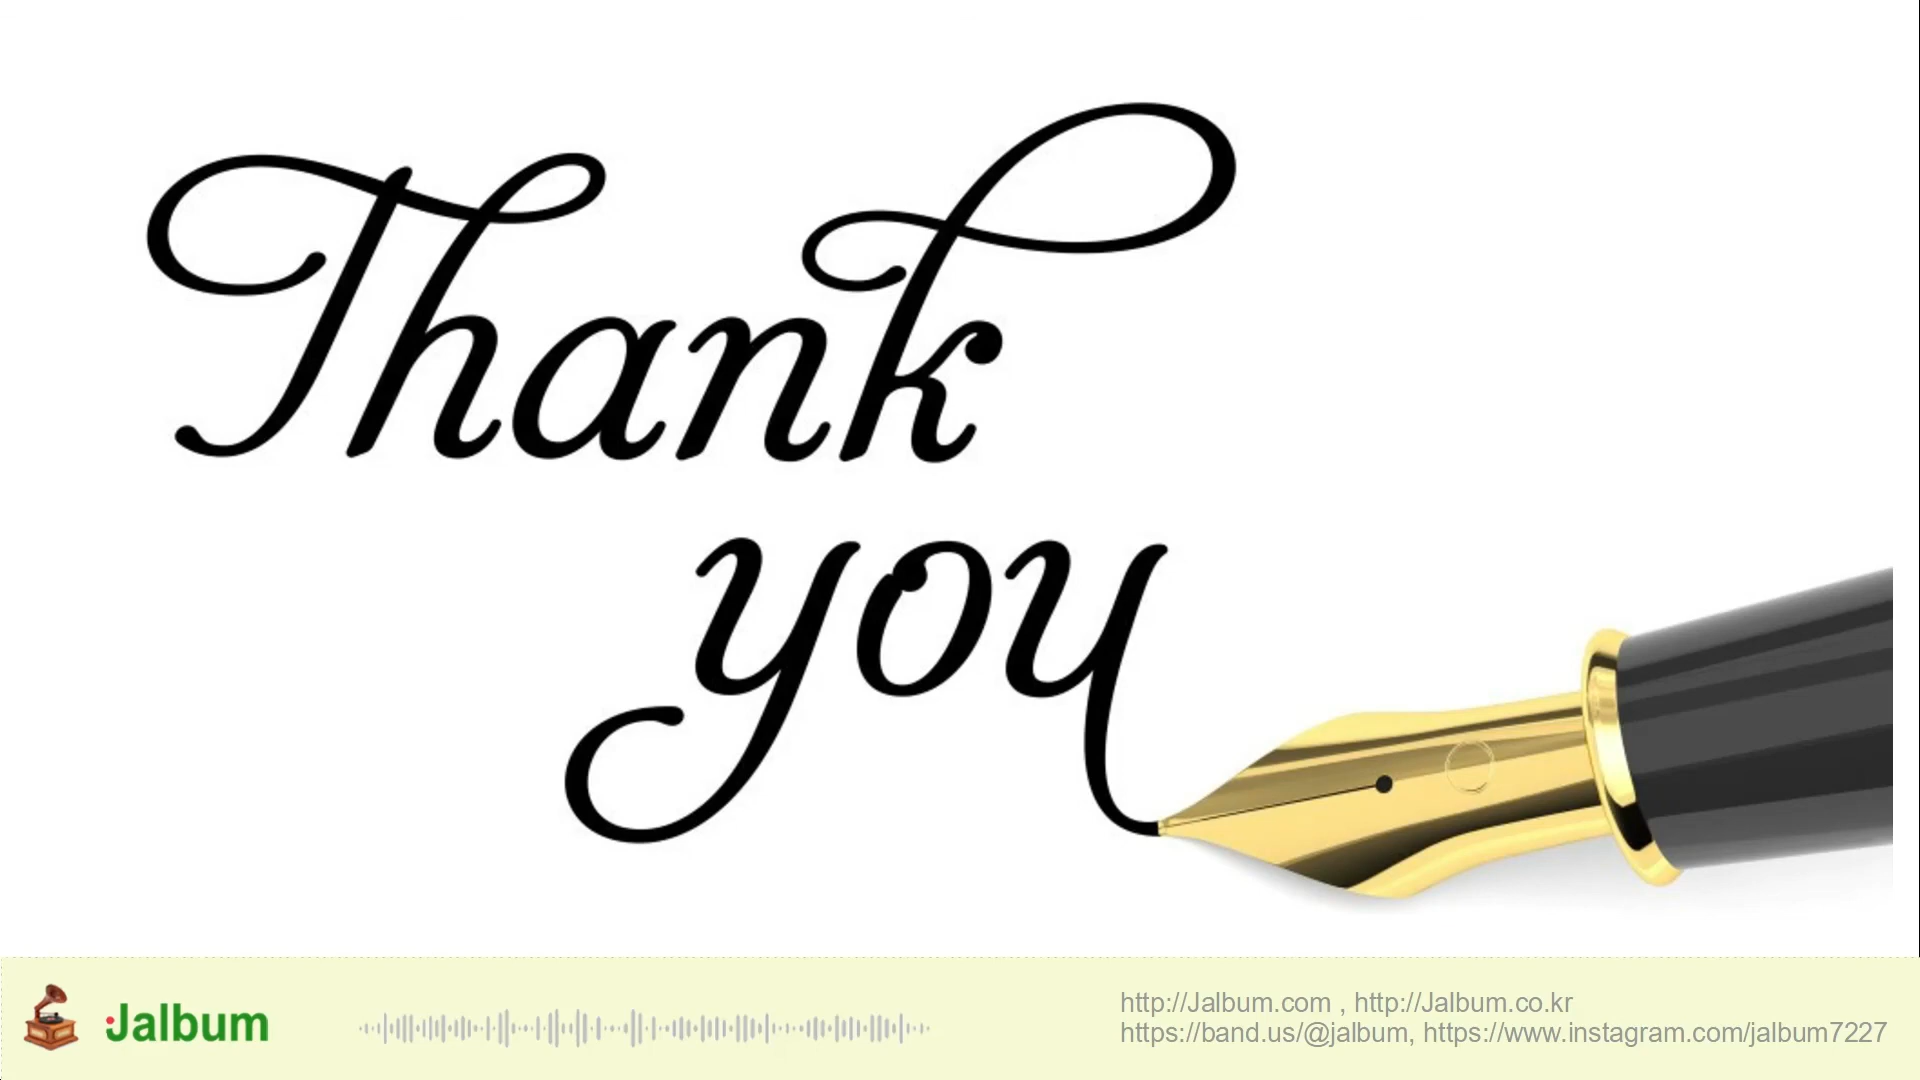 Thank
you
Jalbum
http://Jalbum.com , http://Jalbum.co.kr
https://band.us/@jalbum, https://www.instagram.com/jalbum7227